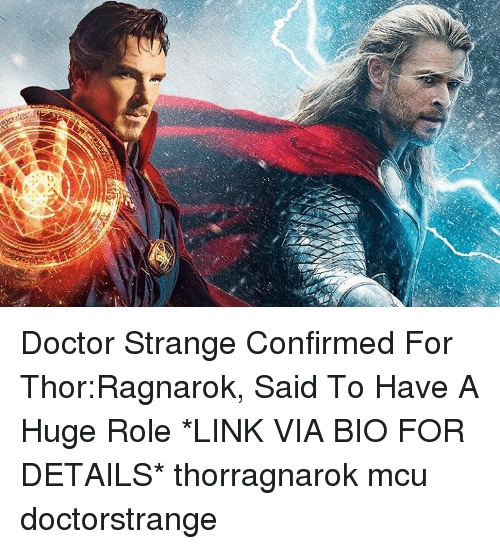 Doctor Strange Confirmed For
Thor:Ragnarok, Said To Have A
Huge Role *LINK VIA BIO FOR
DETAILS* thorragnarok mcu
doctorstrange